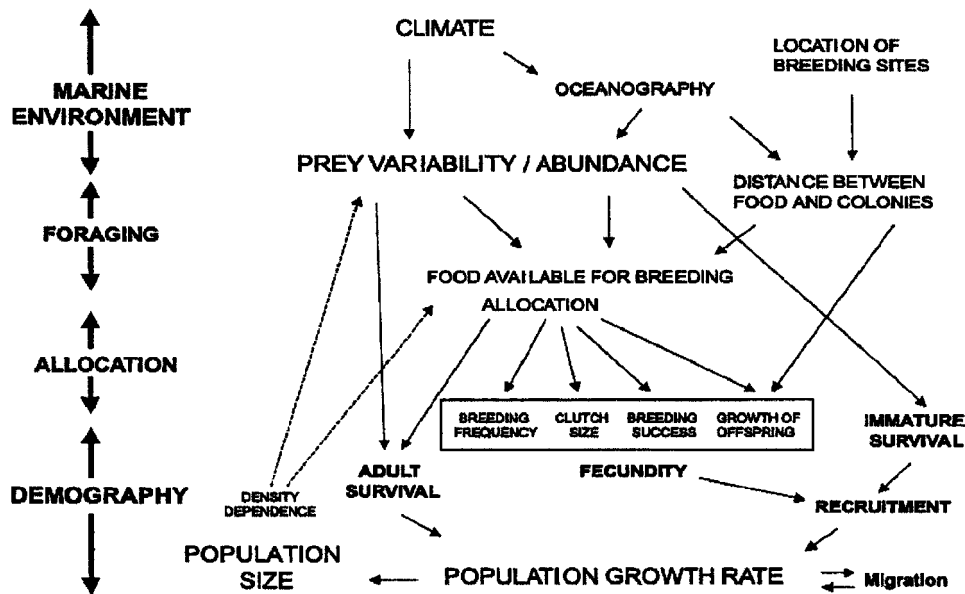 CLIMATE
LOCATION OF
BREEDING SITES
MARINE
ENVIRONMENT
OCEANOGRAPHY
PREY VARIABILITY / ABUNDANCE
DISTANCE BETWEEN
FOOD AND COLONIES
FORAGING
FOOD AVAILABLE FOR BREEDING
ALLOCATION
ALLOCATION
BREEDING
FREQUENCY
CLUTCH
SIZE
BREEDING
SUCCESS
GROWTH OF
OFFSPRING
IMMATURE
SURVIVAL
FECUNDITY
ADULT
SURVIVAL
DEMOGRAPHY
DENSITY
DEPENDENCE
RECRUITMENT
POPULATION
SIZE
POPULATION GROWTH RATE
Migration